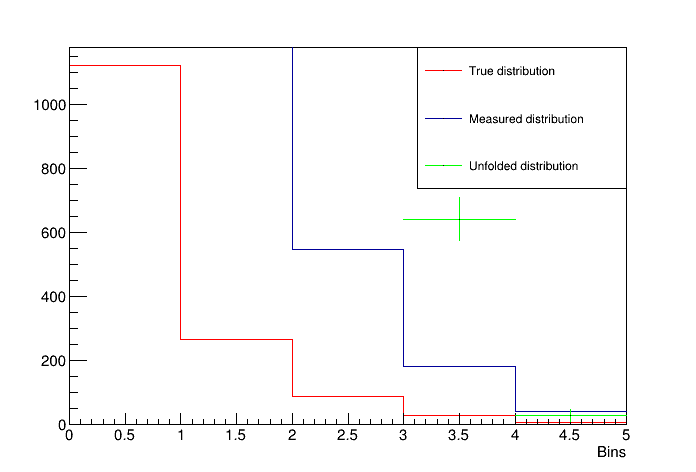 True distribution
Measured distribution
Unfolded distribution
1000
800
600
400
200
0
0 0.5 1 1.5 2 2.5 3 3.5 4 4.5 5
Bins